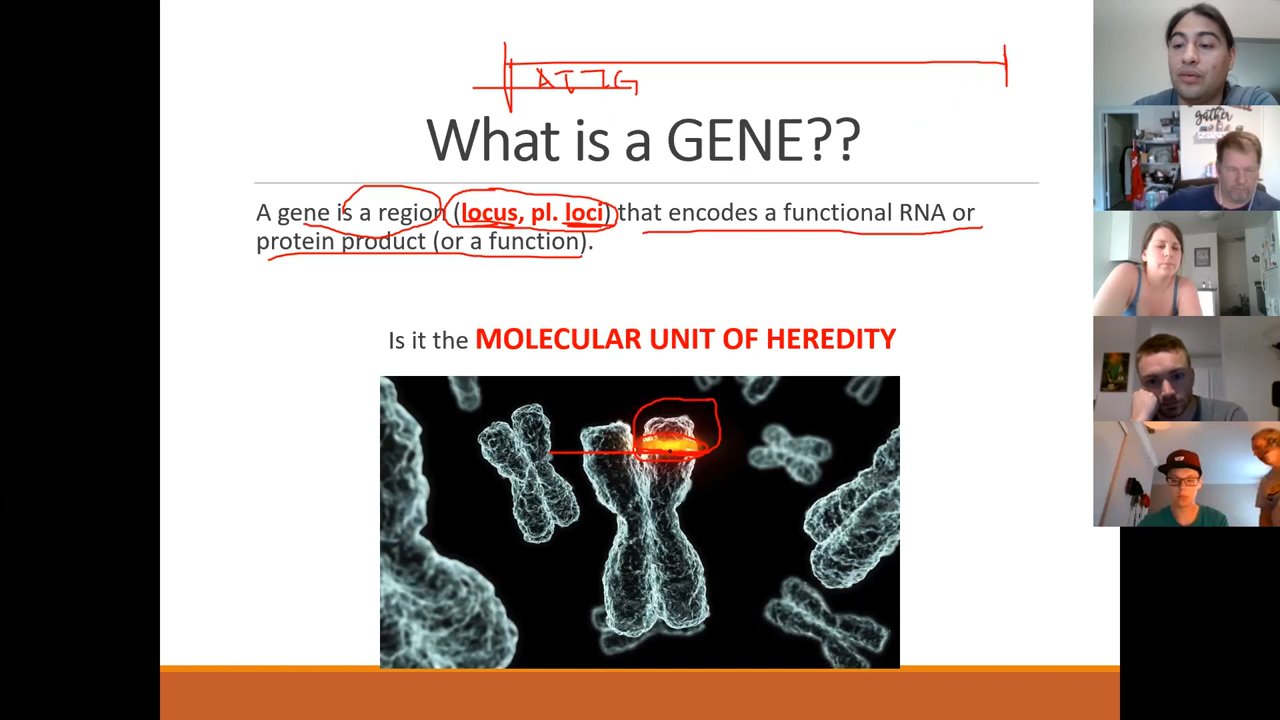 ATTG
What is a GENE??
A gene is a region (locus, pl. loci) that encodes a functional RNA or
protein product (or a function).
Is it the MOLECULAR UNIT OF HEREDITY
gather